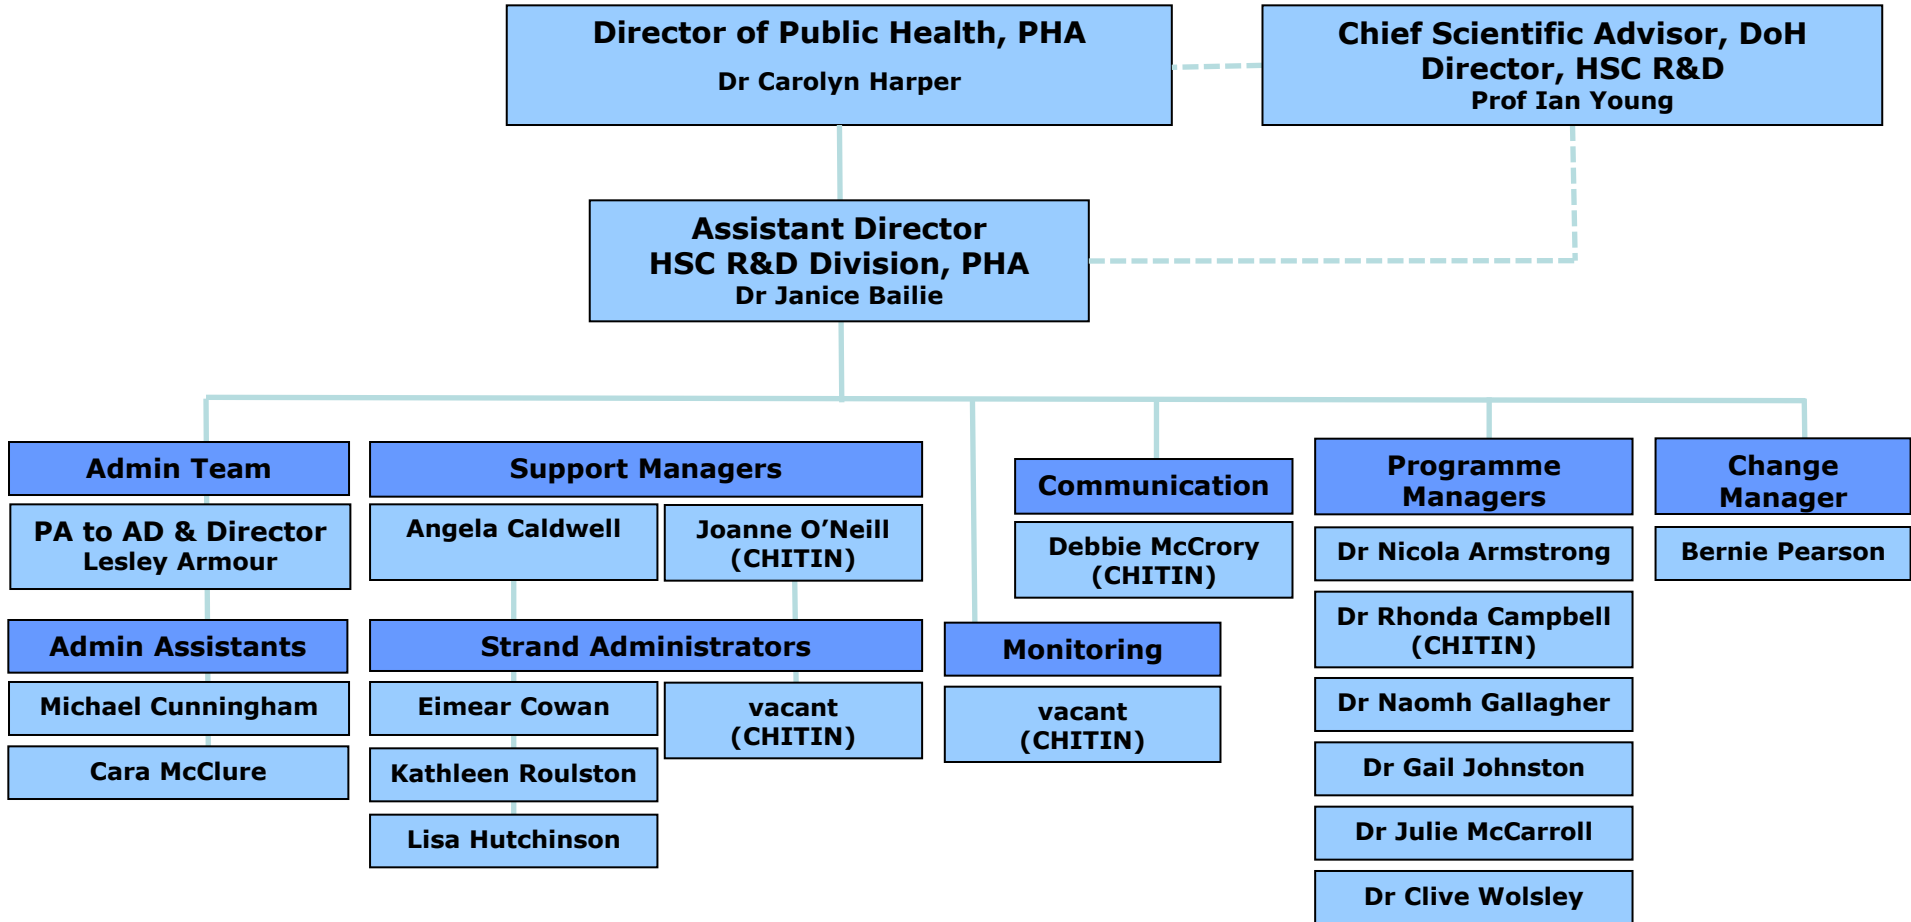 Director of Public Health, PHA
Dr Carolyn Harper
Chief Scientific Advisor, DoH
Director, HSC R&D
Prof Ian Young
Assistant Director
HSC R&D Division, PHA
Dr Janice Bailie
Admin Team
PA to AD & Director
Lesley Armour
Admin Assistants
Michael Cunningham
Cara McClure
Support Managers
Angela Caldwell
Joanne O’Neill
(CHITIN)
Strand Administrators
Eimear Cowan
Kathleen Roulston
Lisa Hutchinson
vacant
(CHITIN)
Monitoring
vacant
(CHITIN)
Communication
Debbie McCrory
(CHITIN)
Programme
Managers
Dr Nicola Armstrong
Dr Rhonda Campbell
(CHITIN)
Dr Naomh Gallagher
Dr Gail Johnston
Dr Julie McCarroll
Dr Clive Wolsley
Change
Manager
Bernie Pearson